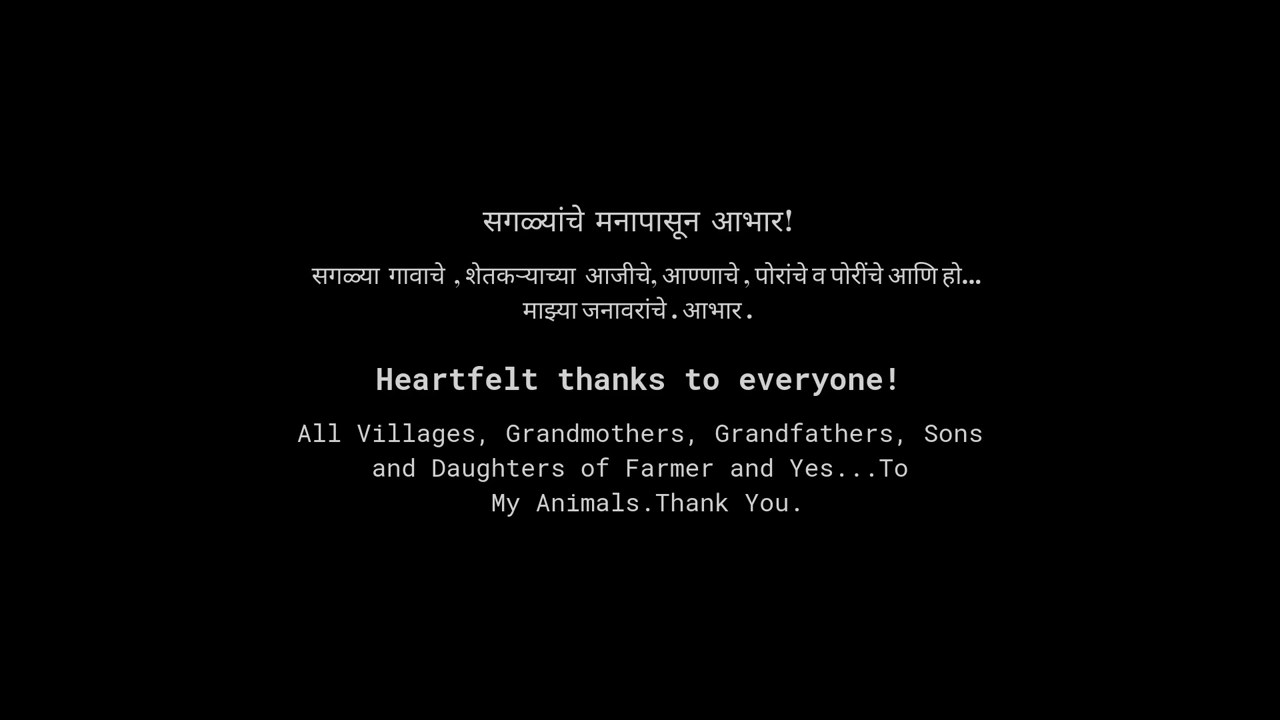 सगळ्यांचे मनापासून आभार!
सगळ्या गावाचे , शेतकऱ्याच्या आजीचे, आण्णाचे , पोरांचे व पोरींचे आणि हो...
माझ्या जनावरांचे . आभार .
Heartfelt thanks to everyone!
All Villages, Grandmothers, Grandfathers, Sons
and Daughters of Farmer and Yes...To
My Animals.Thank You.